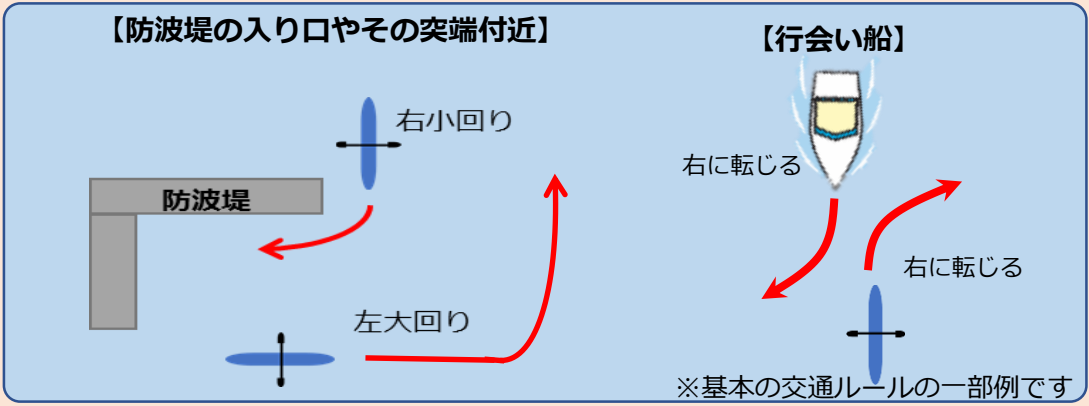 【防波堤の入り口やその突端付近】
右小回り
防波堤
左大回り
【行会い船】
右に転じる
右に転じる
※基本の交通ルールの一部例です